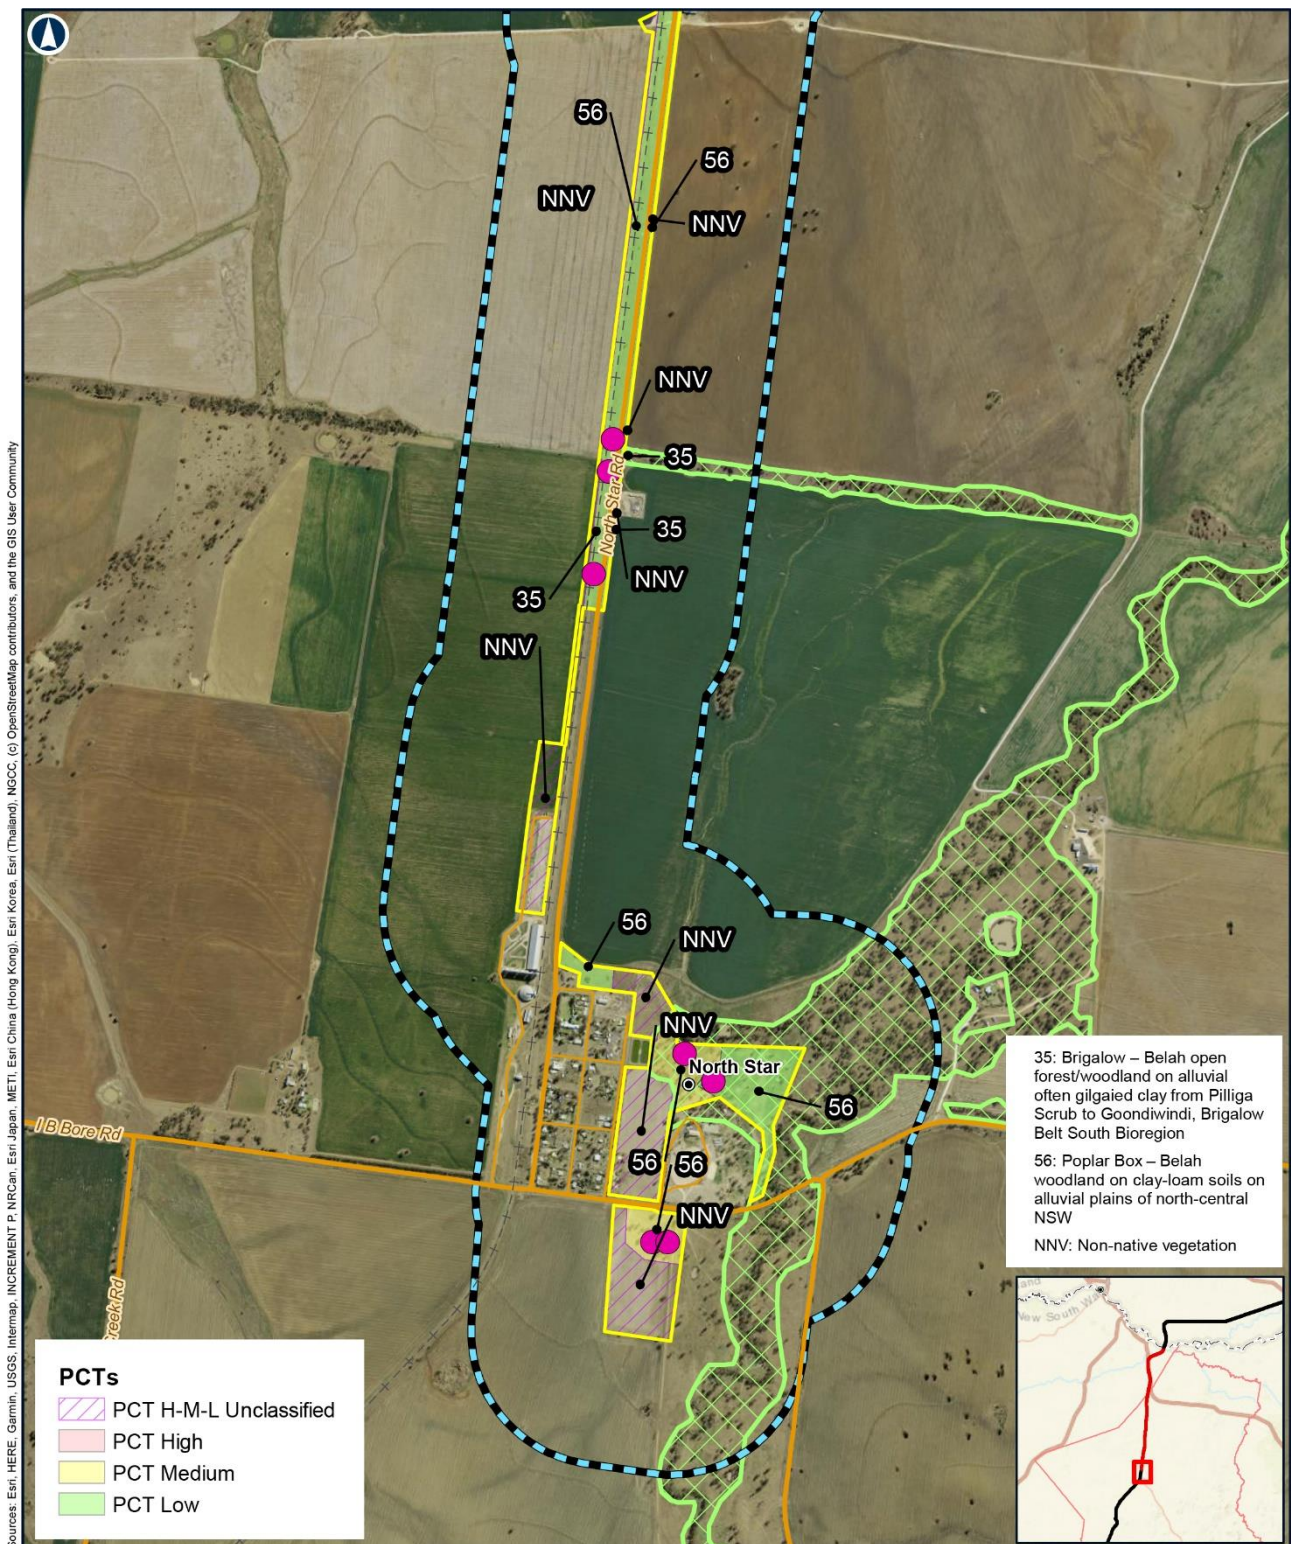 56
56
NNV
NNV
NNV
35
North Star Rd
35
NNV
35
NNV
56
NNV
NNV
North Star
56
I B Bore Rd
56
56
NNV
Creek Rd
35: Brigalow – Belah open
forest/woodland on alluvial
often gilgaied clay from Pilliga
Scrub to Goondiwindi, Brigalow
Belt South Bioregion
56: Poplar Box – Belah
woodland on clay-loam soils on
alluvial plains of north-central
NSW
NNV: Non-native vegetation
New South Wa
PCTs
PCT H-M-L Unclassified
PCT High
PCT Medium
PCT Low
Sources: Esri, HERE, Garmin, USGS, Intermap, INCREMENT P, NRCan, Esri Japan, METI, Esri China (Hong Kong), Esri Korea, Esri (Thailand), NGCC, (c) OpenStreetMap contributors, and the GIS User Community